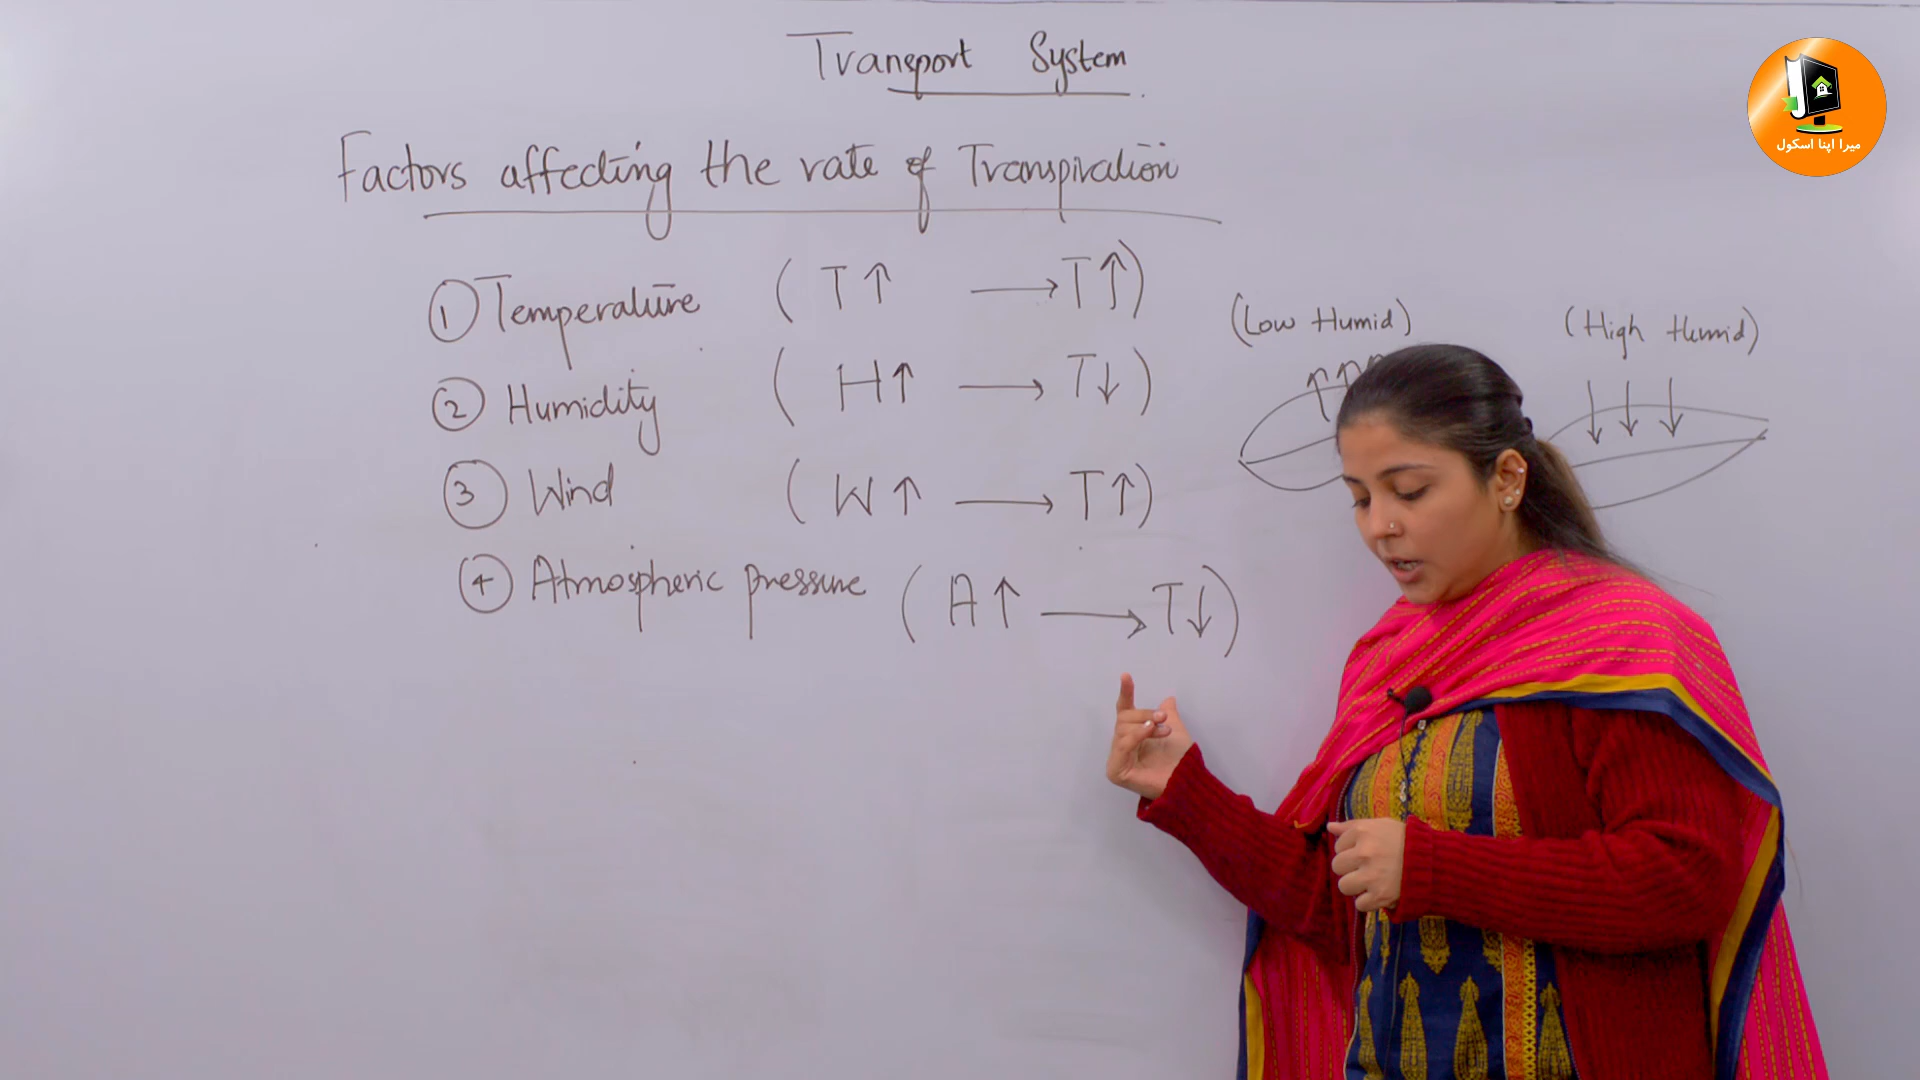 Transport System
Factors affecting the rate of Transpiration
① Temperature ( T↑ → T↑)
② Humidity ( H↑ → T↓)
③ Wind ( W↑ → T↑)
④ Atmospheric pressure ( A↑ → T↓)
(Low Humid)
(High Humid)
میرا اپنا اسکول